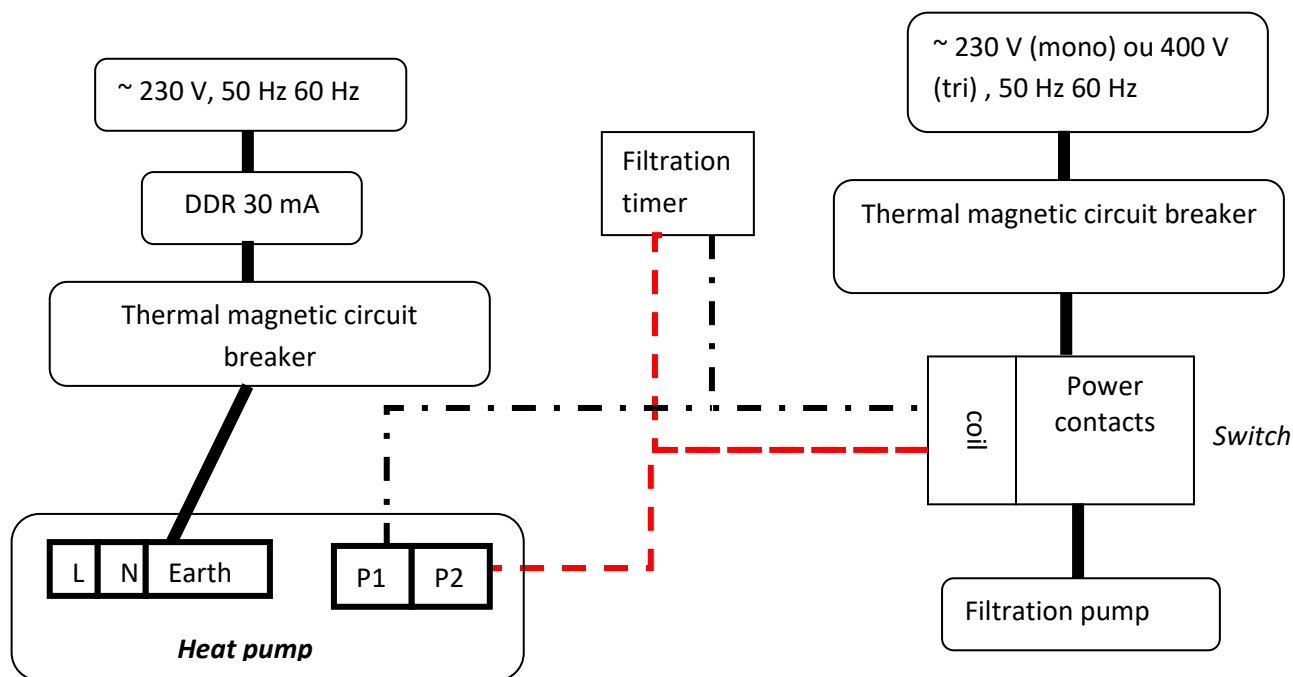 ~ 230 V, 50 Hz 60 Hz
DDR 30 mA
Thermal magnetic circuit
breaker
Filtration
timer
~ 230 V (mono) ou 400 V
(tri) , 50 Hz 60 Hz
Thermal magnetic circuit breaker
coil
Power
contacts
Switch
L N Earth
P1 P2
Heat pump
Filtration pump